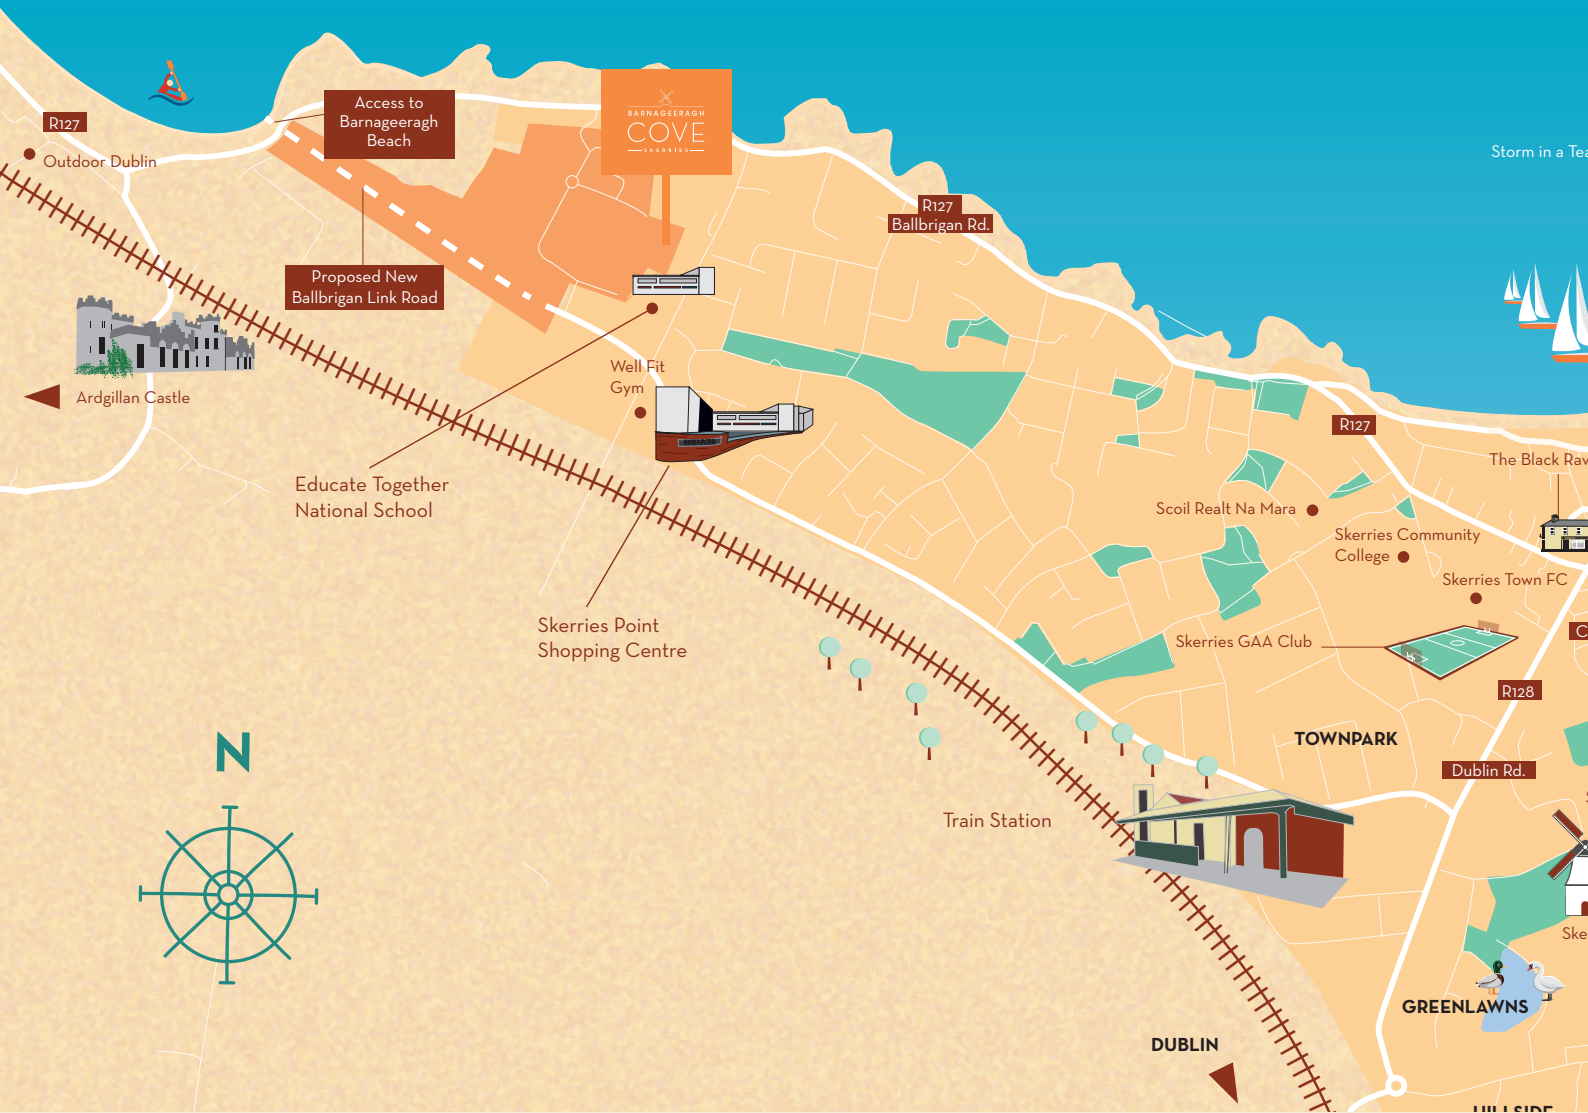 Access to
Barnageeragh
Beach
BARNAGEERAGH
COVE
SKERRIES
R127
Outdoor Dublin
Storm in a Tea
R127
Ballbrigan Rd.
Proposed New
Ballbrigan Link Road
Ardgillan Castle
Well Fit
Gym
R127
The Black Rav
Educate Together
National School
Scoil Realt Na Mara
Skerries Community
College
Skerries Town FC
Skerries Point
Shopping Centre
Skerries GAA Club
C
R128
N
TOWNPARK
Dublin Rd.
Train Station
Ske
GREENLAWNS
DUBLIN
HILLSIDE